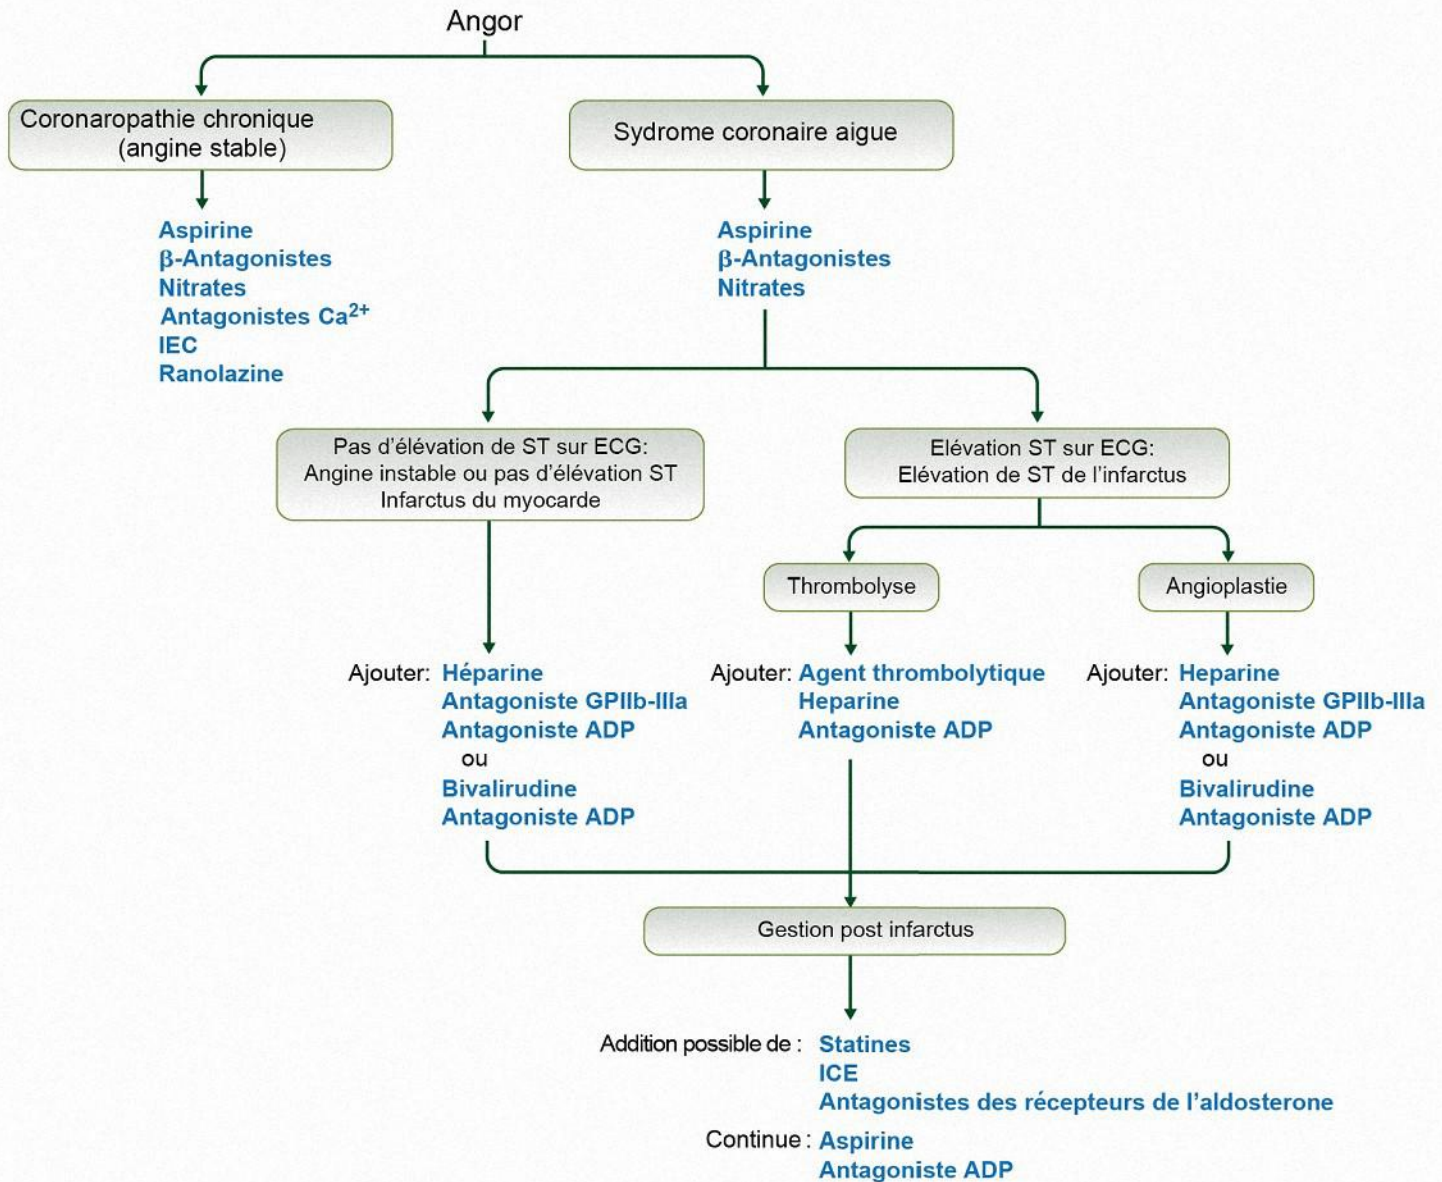 Angor
Coronaropathie chronique
(angine stable)
Sydrome coronaire aigue
Aspirine
β-Antagonistes
Nitrates
Antagonistes Ca²⁺
IEC
Ranolazine
Aspirine
β-Antagonistes
Nitrates
Pas d'élévation de ST sur ECG:
Angine instable ou pas d'élévation ST
Infarctus du myocarde
Elévation ST sur ECG:
Elévation de ST de l'infarctus
Thrombolyse
Angioplastie
Ajouter: Héparine
Antagoniste GPIIb-IIIa
Antagoniste ADP
ou
Bivalirudine
Antagoniste ADP
Ajouter: Agent thrombolytique
Heparine
Antagoniste ADP
Ajouter: Heparine
Antagoniste GPIIb-IIIa
Antagoniste ADP
ou
Bivalirudine
Antagoniste ADP
Gestion post infarctus
Addition possible de : Statines
ICE
Antagonistes des récepteurs de l'aldosterone
Continue : Aspirine
Antagoniste ADP